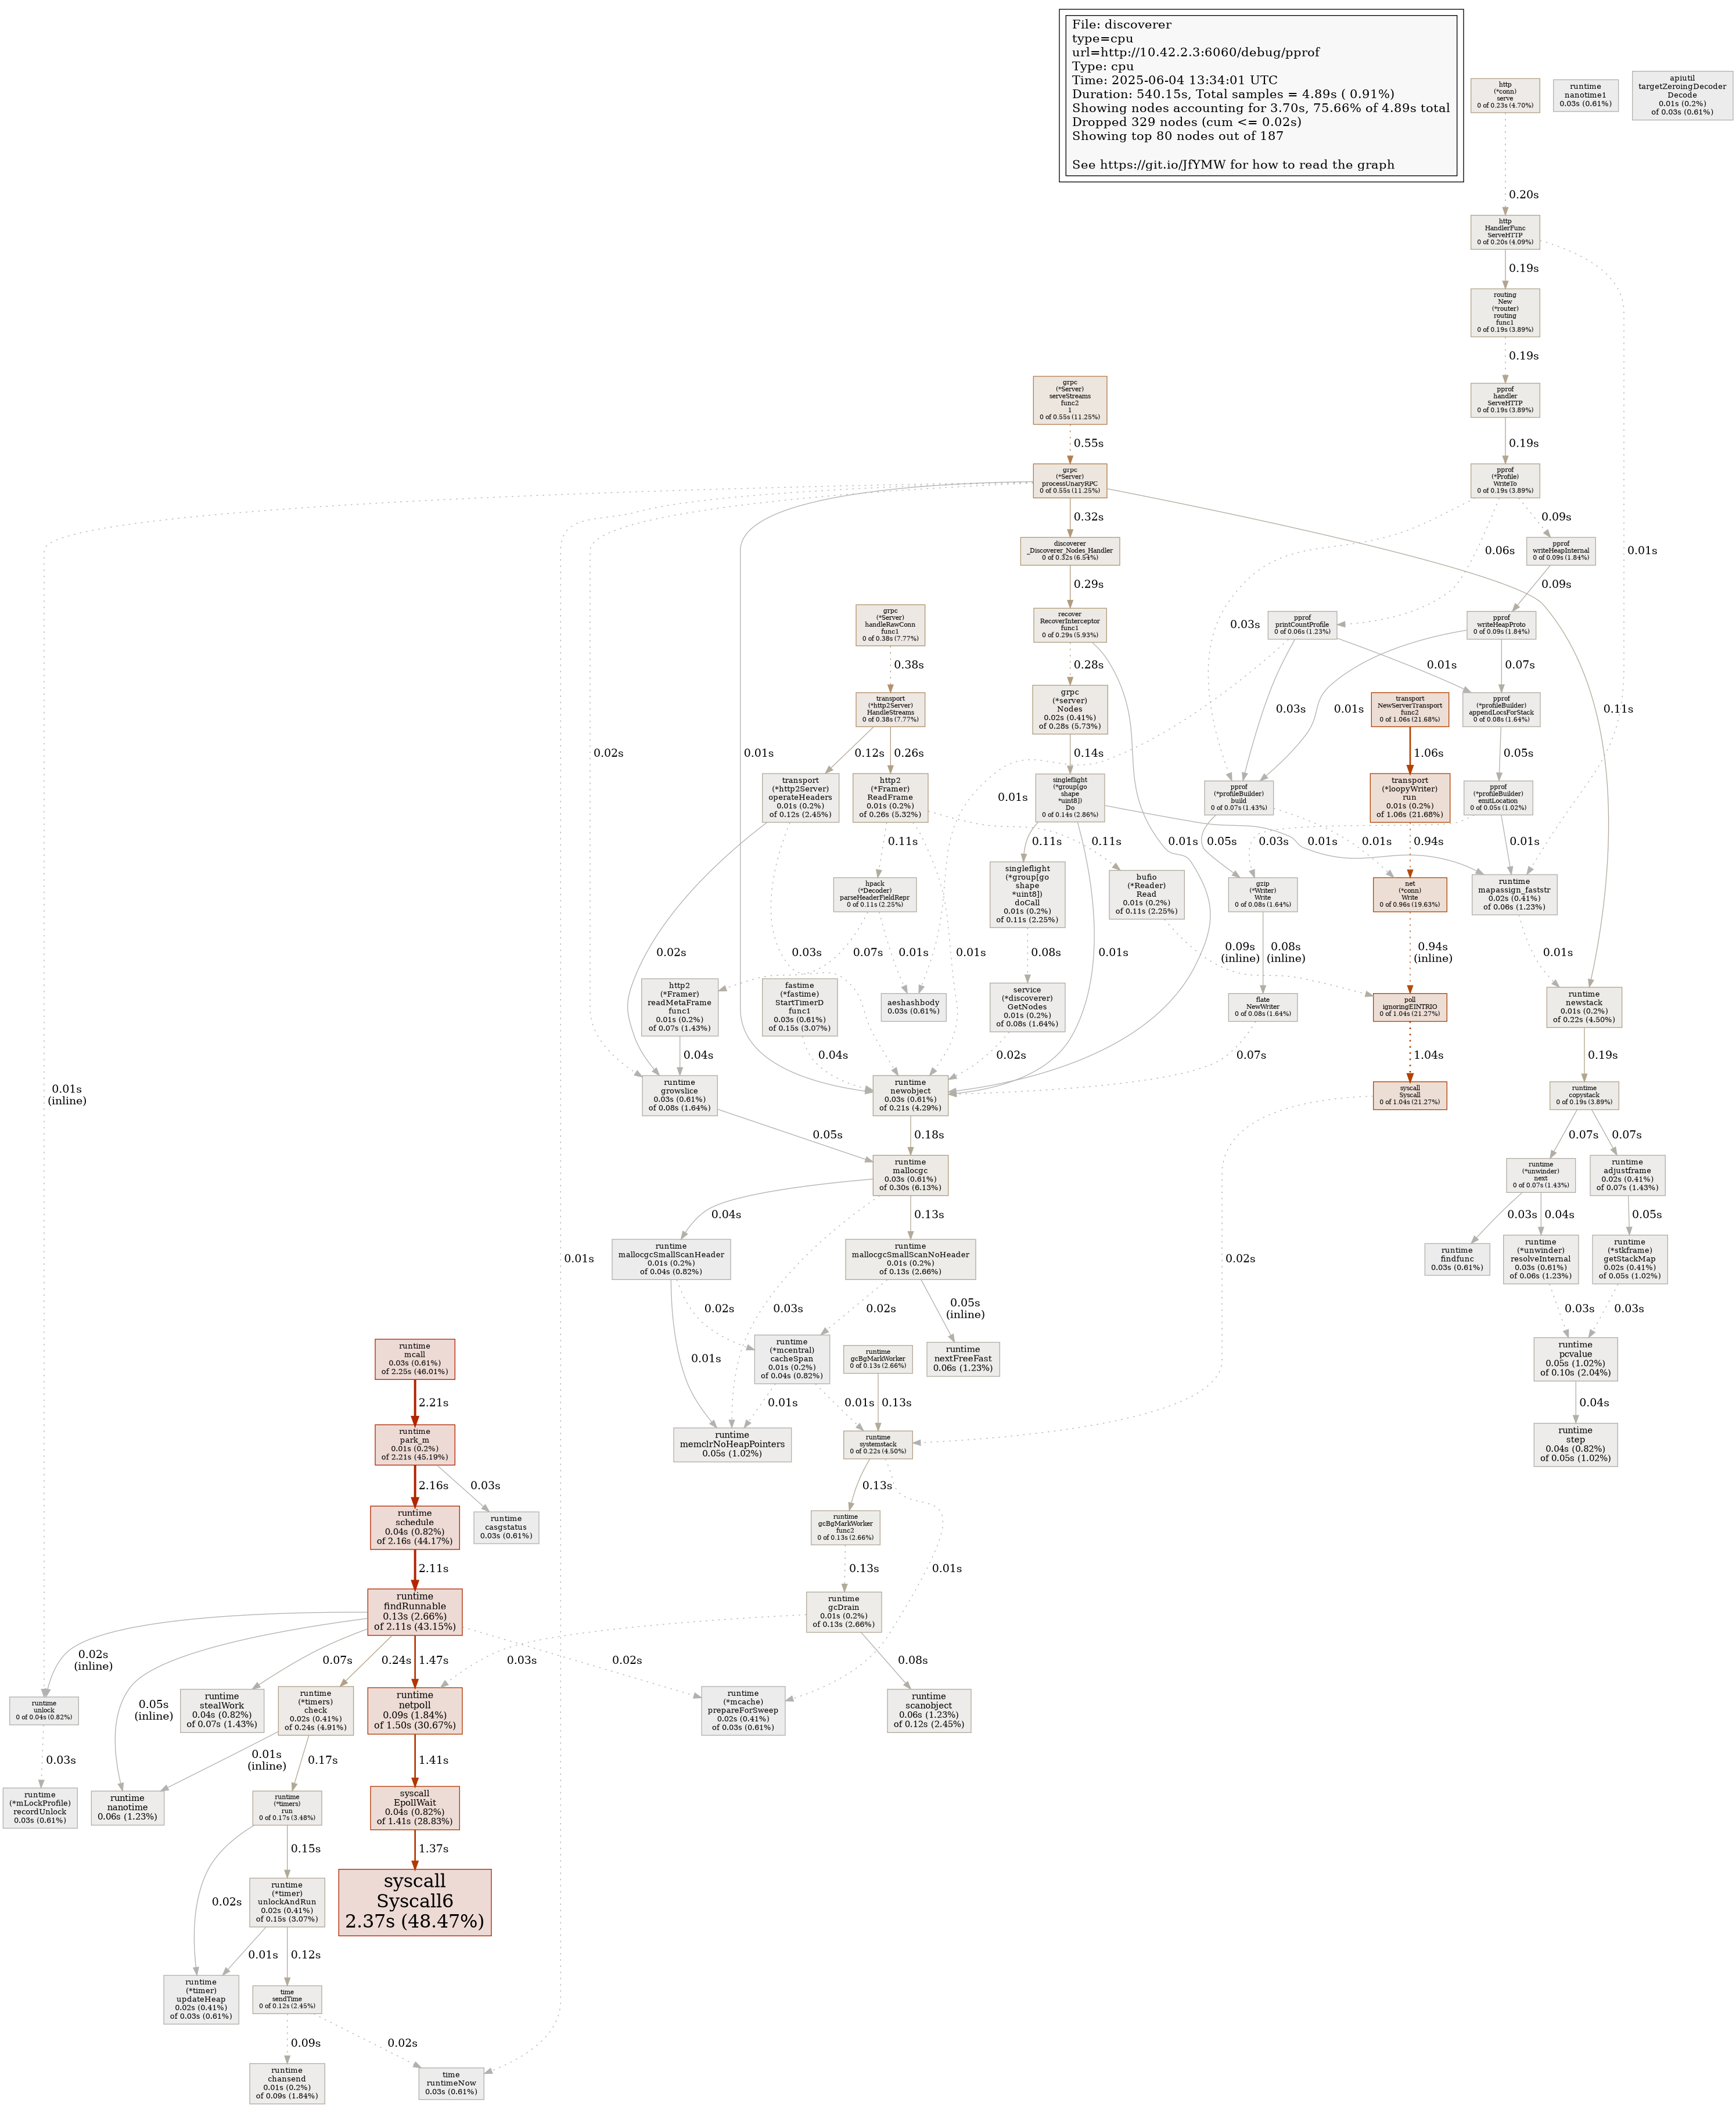 File: discoverer
type=cpu
url=http://10.42.2.3:6060/debug/pprof
Type: cpu
Time: 2025-06-04 13:34:01 UTC
Duration: 540.15s, Total samples = 4.89s ( 0.91%)
Showing nodes accounting for 3.70s, 75.66% of 4.89s total
Dropped 329 nodes (cum <= 0.02s)
Showing top 80 nodes out of 187
See https://git.io/JfYMW for how to read the graph
http
(*conn)
serve
0 of 0.23s (4.70%)
runtime
nanotime1
0.03s (0.61%)
apiutil
targetZeroingDecoder
Decode
0.01s (0.2%)
of 0.03s (0.61%)
0.20s
http
HandlerFunc
ServeHTTP
0 of 0.20s (4.09%)
0.19s
routing
New
(*router)
routing
func1
0 of 0.19s (3.89%)
0.19s
grpc
(*Server)
serveStreams
func2
1
0 of 0.55s (11.25%)
pprof
handler
ServeHTTP
0 of 0.19s (3.89%)
0.55s
0.19s
grpc
(*Server)
processUnaryRPC
0 of 0.55s (11.25%)
pprof
(*Profile)
WriteTo
0 of 0.19s (3.89%)
0.32s
0.09s
discoverer
_Discoverer_Nodes_Handler
0 of 0.32s (6.54%)
0.06s
pprof
writeHeapInternal
0 of 0.09s (1.84%)
0.01s
0.29s
0.09s
grpc
(*Server)
handleRawConn
func1
0 of 0.38s (7.77%)
recover
RecoverInterceptor
func1
0 of 0.29s (5.93%)
0.03s
pprof
printCountProfile
0 of 0.06s (1.23%)
pprof
writeHeapProto
0 of 0.09s (1.84%)
0.38s
0.28s
0.01s
0.07s
transport
(*http2Server)
HandleStreams
0 of 0.38s (7.77%)
grpc
(*server)
Nodes
0.02s (0.41%)
of 0.28s (5.73%)
0.03s
0.01s
transport
NewServerTransport
func2
0 of 1.06s (21.68%)
pprof
(*profileBuilder)
appendLocsForStack
0 of 0.08s (1.64%)
0.11s
0.02s
0.01s
0.12s
0.26s
0.14s
1.06s
0.05s
transport
(*http2Server)
operateHeaders
0.01s (0.2%)
of 0.12s (2.45%)
http2
(*Framer)
ReadFrame
0.01s (0.2%)
of 0.26s (5.32%)
0.01s
singleflight
(*group[go
shape
*uint8])
Do
0 of 0.14s (2.86%)
pprof
(*profileBuilder)
build
0 of 0.07s (1.43%)
transport
(*loopyWriter)
run
0.01s (0.2%)
of 1.06s (21.68%)
pprof
(*profileBuilder)
emitLocation
0 of 0.05s (1.02%)
0.11s
0.11s
0.11s
0.01s
0.05s
0.03s
0.01s
0.01s
0.94s
0.01s
hpack
(*Decoder)
parseHeaderFieldRepr
0 of 0.11s (2.25%)
singleflight
(*group[go
shape
*uint8])
doCall
0.01s (0.2%)
of 0.11s (2.25%)
bufio
(*Reader)
Read
0.01s (0.2%)
of 0.11s (2.25%)
gzip
(*Writer)
Write
0 of 0.08s (1.64%)
net
(*conn)
Write
0 of 0.96s (19.63%)
runtime
mapassign_faststr
0.02s (0.41%)
of 0.06s (1.23%)
0.02s
0.03s
0.07s
0.01s
0.01s
0.08s
0.01s
0.09s
(inline)
0.08s
(inline)
0.94s
(inline)
0.01s
http2
(*Framer)
readMetaFrame
func1
0.01s (0.2%)
of 0.07s (1.43%)
fastime
(*fastime)
StartTimerD
func1
0.03s (0.61%)
of 0.15s (3.07%)
aeshashbody
0.03s (0.61%)
service
(*discoverer)
GetNodes
0.01s (0.2%)
of 0.08s (1.64%)
flate
NewWriter
0 of 0.08s (1.64%)
poll
ignoringEINTRIO
0 of 1.04s (21.27%)
runtime
newstack
0.01s (0.2%)
of 0.22s (4.50%)
0.04s
0.04s
0.02s
0.07s
1.04s
0.19s
0.01s
(inline)
runtime
growslice
0.03s (0.61%)
of 0.08s (1.64%)
runtime
newobject
0.03s (0.61%)
of 0.21s (4.29%)
syscall
Syscall
0 of 1.04s (21.27%)
runtime
copystack
0 of 0.19s (3.89%)
0.05s
0.18s
0.07s
0.07s
runtime
mallocgc
0.03s (0.61%)
of 0.30s (6.13%)
runtime
(*unwinder)
next
0 of 0.07s (1.43%)
runtime
adjustframe
0.02s (0.41%)
of 0.07s (1.43%)
0.04s
0.13s
0.03s
0.04s
0.05s
0.01s
runtime
mallocgcSmallScanHeader
0.01s (0.2%)
of 0.04s (0.82%)
runtime
mallocgcSmallScanNoHeader
0.01s (0.2%)
of 0.13s (2.66%)
0.02s
runtime
findfunc
0.03s (0.61%)
runtime
(*unwinder)
resolveInternal
0.03s (0.61%)
of 0.06s (1.23%)
runtime
(*stkframe)
getStackMap
0.02s (0.41%)
of 0.05s (1.02%)
0.02s
0.03s
0.02s
0.05s
(inline)
0.03s
0.03s
runtime
mcall
0.03s (0.61%)
of 2.25s (46.01%)
0.01s
runtime
(*mcentral)
cacheSpan
0.01s (0.2%)
of 0.04s (0.82%)
runtime
gcBgMarkWorker
0 of 0.13s (2.66%)
runtime
nextFreeFast
0.06s (1.23%)
runtime
pcvalue
0.05s (1.02%)
of 0.10s (2.04%)
2.21s
0.01s
0.01s
0.13s
0.04s
runtime
park_m
0.01s (0.2%)
of 2.21s (45.19%)
runtime
memclrNoHeapPointers
0.05s (1.02%)
runtime
systemstack
0 of 0.22s (4.50%)
runtime
step
0.04s (0.82%)
of 0.05s (1.02%)
2.16s
0.03s
0.13s
runtime
schedule
0.04s (0.82%)
of 2.16s (44.17%)
runtime
casgstatus
0.03s (0.61%)
runtime
gcBgMarkWorker
func2
0 of 0.13s (2.66%)
2.11s
0.13s
0.01s
runtime
findRunnable
0.13s (2.66%)
of 2.11s (43.15%)
runtime
gcDrain
0.01s (0.2%)
of 0.13s (2.66%)
0.02s
(inline)
0.07s
0.24s
1.47s
0.03s
0.02s
0.08s
runtime
unlock
0 of 0.04s (0.82%)
0.05s
(inline)
runtime
stealWork
0.04s (0.82%)
of 0.07s (1.43%)
runtime
(*timers)
check
0.02s (0.41%)
of 0.24s (4.91%)
runtime
netpoll
0.09s (1.84%)
of 1.50s (30.67%)
runtime
(*mcache)
prepareForSweep
0.02s (0.41%)
of 0.03s (0.61%)
runtime
scanobject
0.06s (1.23%)
of 0.12s (2.45%)
0.03s
0.01s
(inline)
0.17s
1.41s
runtime
(*mLockProfile)
recordUnlock
0.03s (0.61%)
runtime
nanotime
0.06s (1.23%)
runtime
(*timers)
run
0 of 0.17s (3.48%)
syscall
EpollWait
0.04s (0.82%)
of 1.41s (28.83%)
0.15s
1.37s
0.02s
runtime
(*timer)
unlockAndRun
0.02s (0.41%)
of 0.15s (3.07%)
syscall
Syscall6
2.37s (48.47%)
0.01s
0.12s
runtime
(*timer)
updateHeap
0.02s (0.41%)
of 0.03s (0.61%)
time
sendTime
0 of 0.12s (2.45%)
0.09s
0.02s
runtime
chansend
0.01s (0.2%)
of 0.09s (1.84%)
time
runtimeNow
0.03s (0.61%)